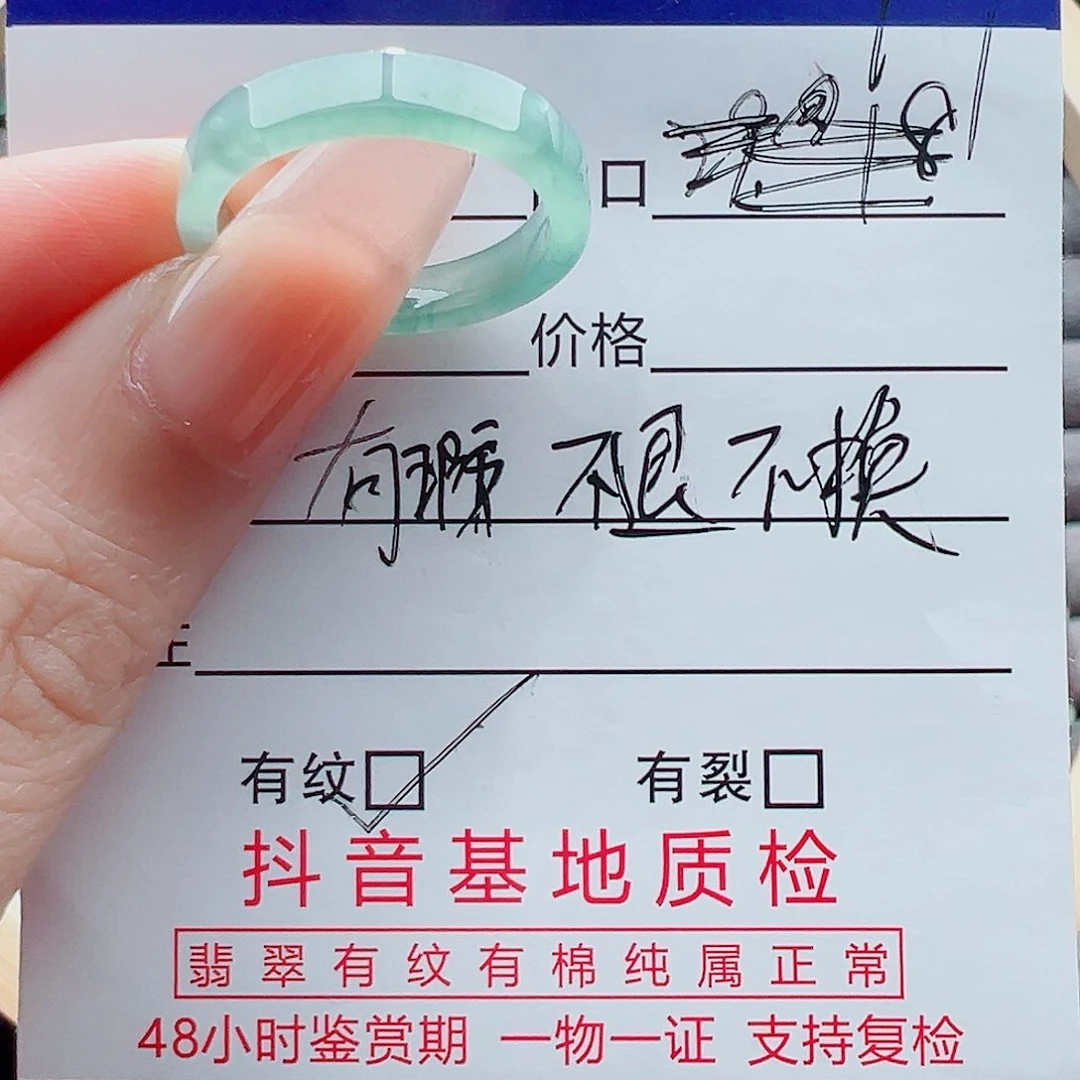 口
价格
有瑕 不退 不换
有纹 有裂
抖音基地质检
翡翠有纹有棉纯属正常
48小时鉴赏期 一物一证 支持复检